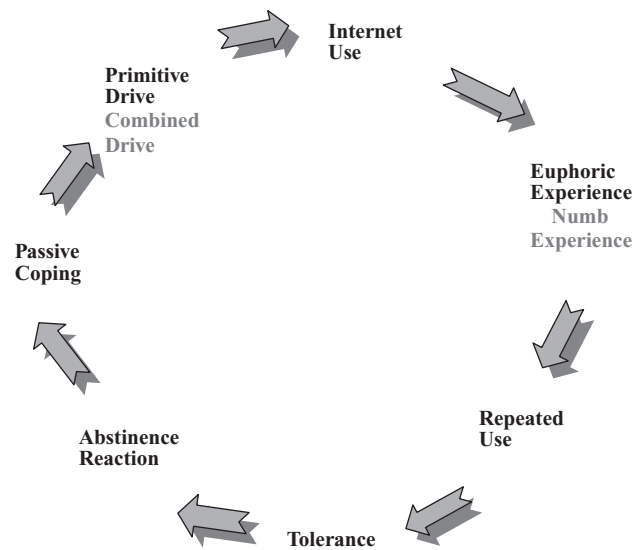 Internet
Use
Primitive
Drive
Combined
Drive
Euphoric
Experience
Numb
Experience
Passive
Coping
Repeated
Use
Abstinence
Reaction
Tolerance